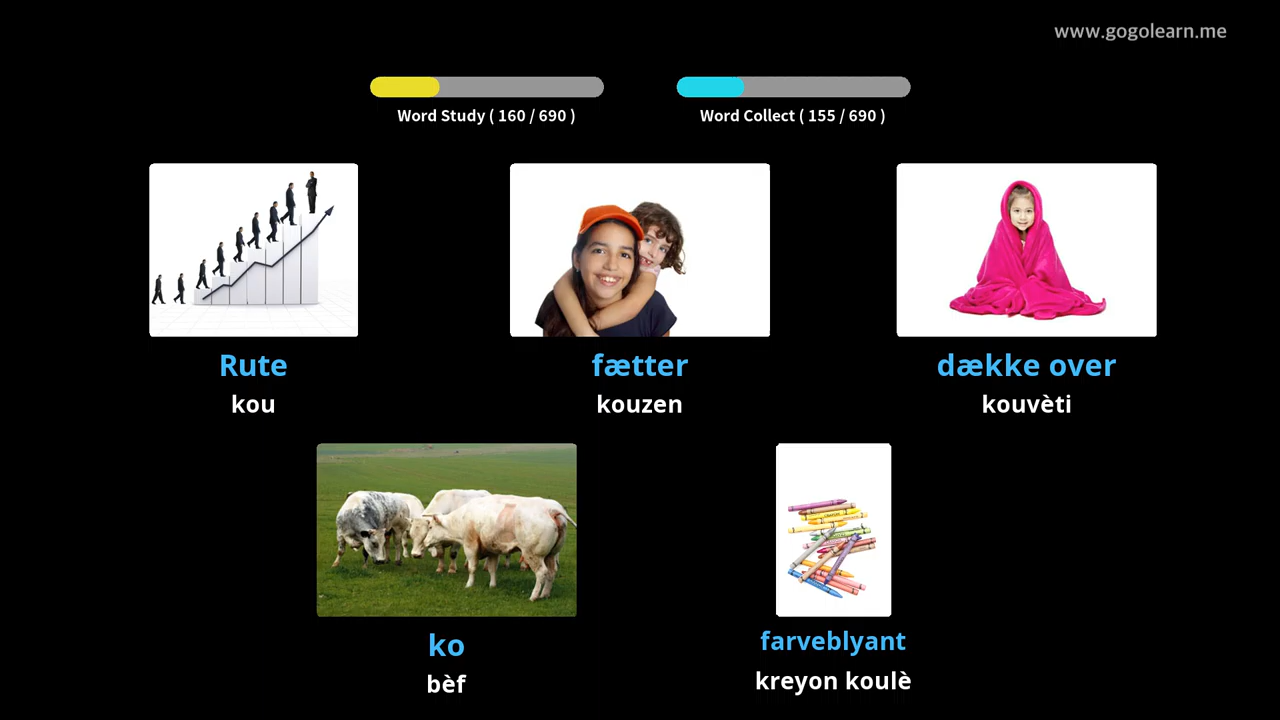 www.gogolearn.me
Word Study ( 160 / 690 )
Word Collect ( 155 / 690 )
Rute
kou
fætter
kouzen
dække over
kouvèti
ko
bèf
farveblyant
kreyon koulè